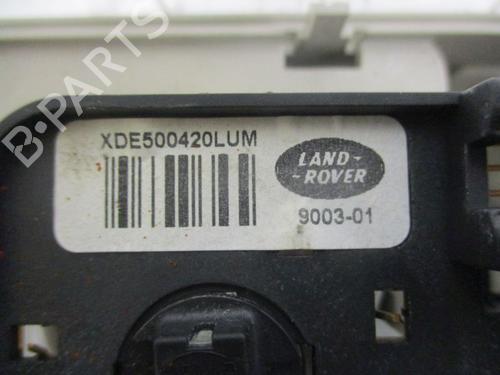 XDE500420LUM
LAND-
-ROVER
9003-01
B-PARTS